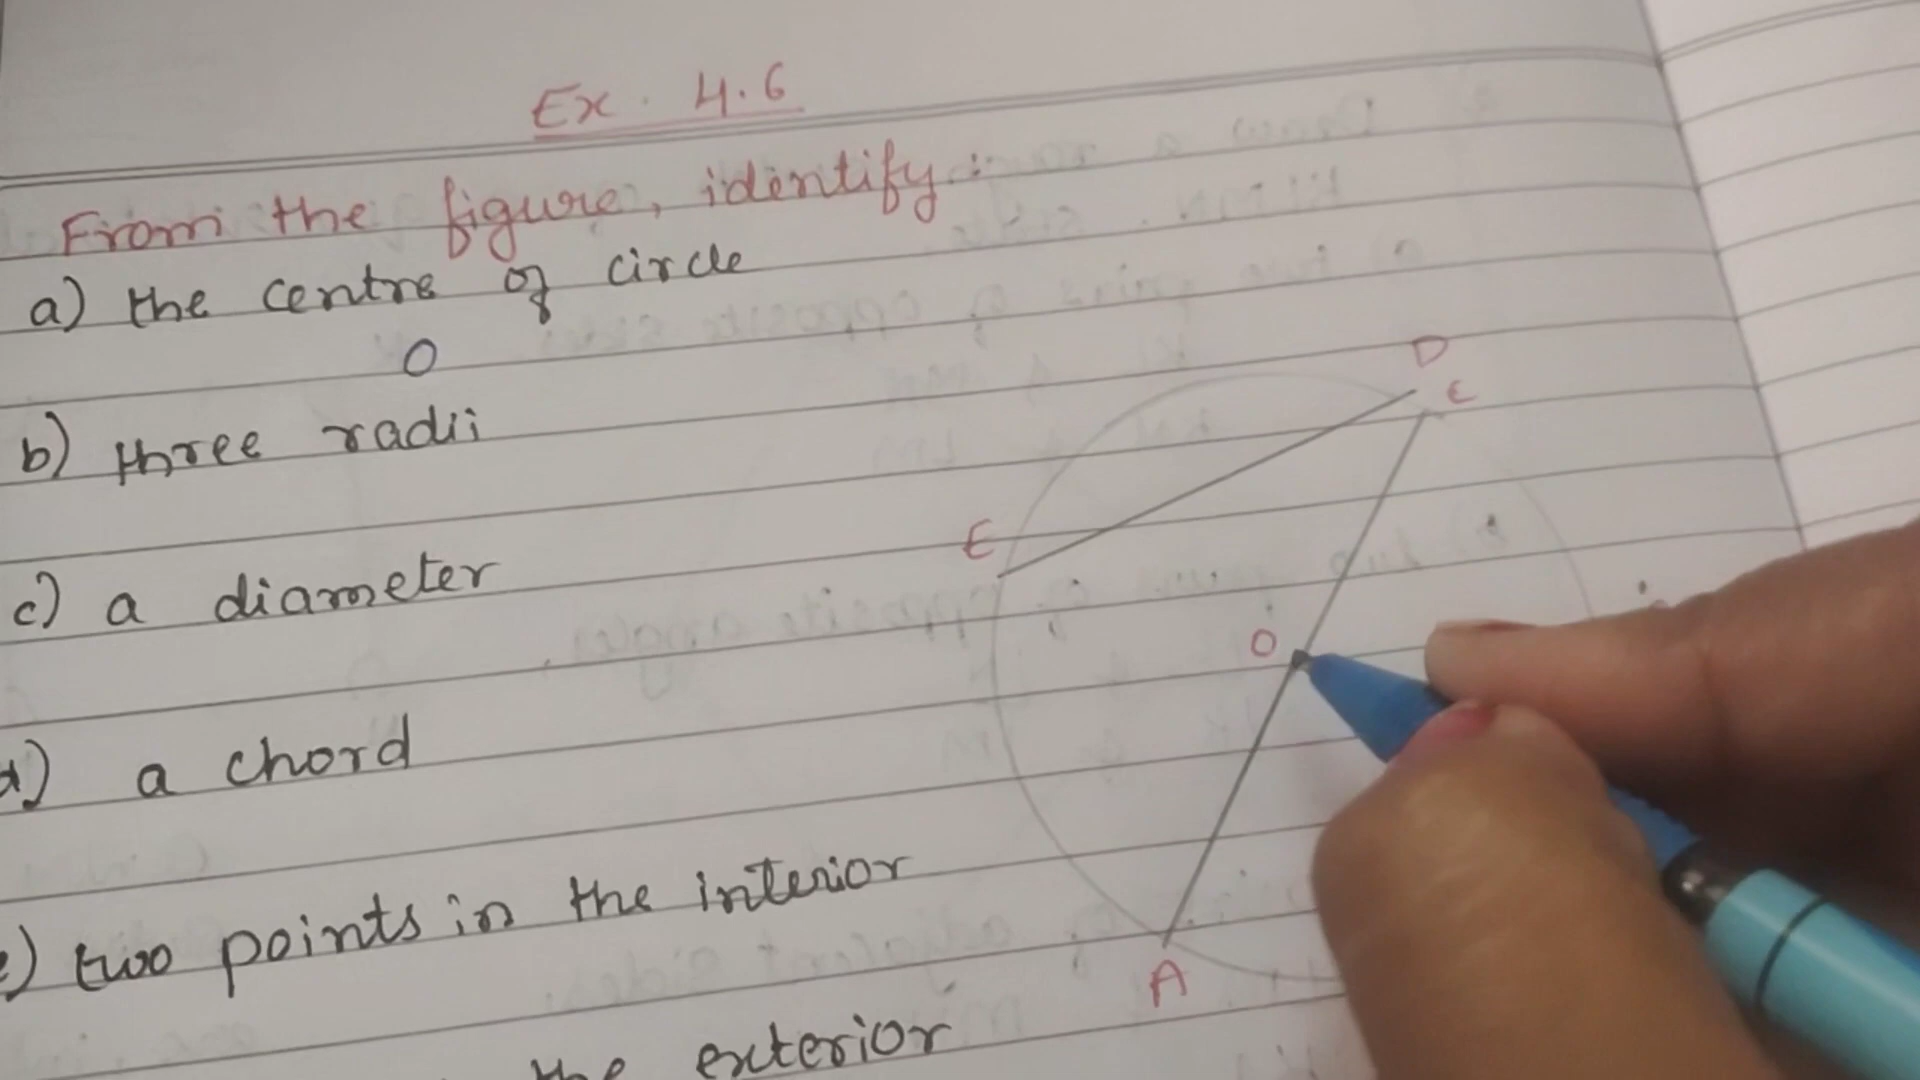 Ex. 4.6
From the figure, identify:
a) the centre of circle
O
b) three radii
c) a diameter
d) a chord
e) two points in the interior
the exterior
D
C
E
O
A